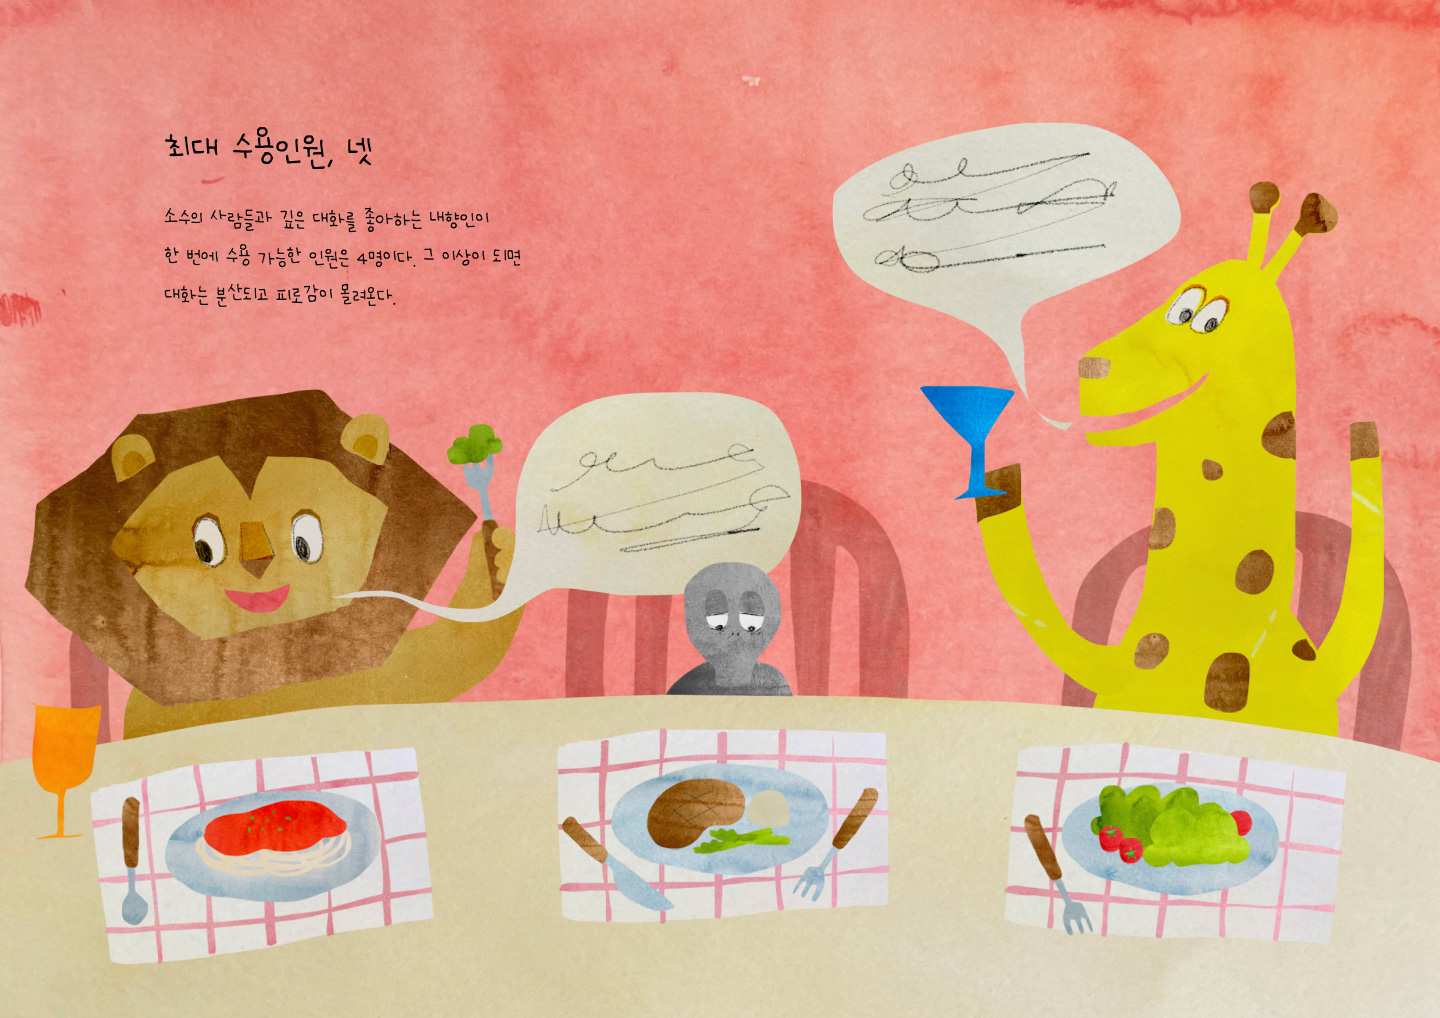 최대 수용인원, 넷
소수의 사람들과 깊은 대화를 좋아하는 내향인이
한 번에 수용 가능한 인원은 4명이다. 그 이상이 되면
대화는 분산되고 피로감이 몰려온다.